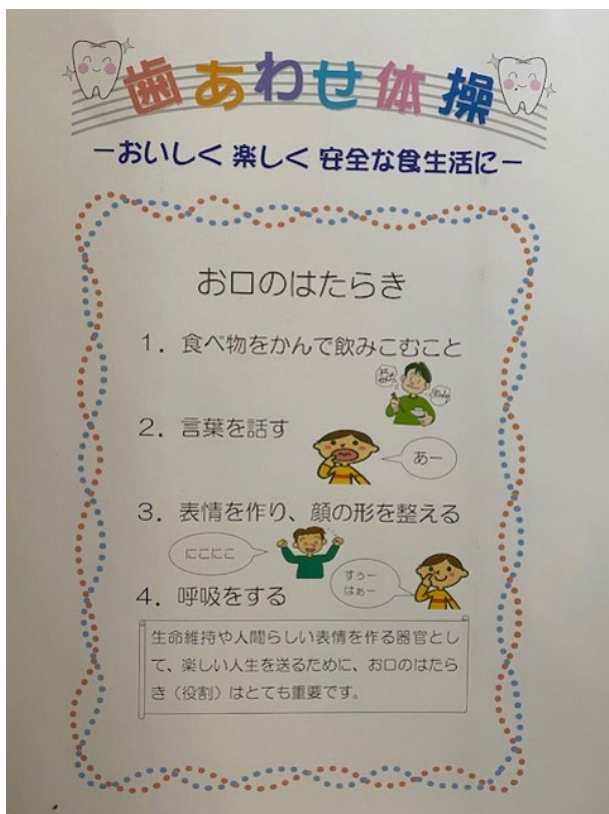 歯あわせ体操
－おいしく 楽しく 安全な食生活に－
お口のはたらき
1. 食べ物をかんで飲みこむこと
2. 言葉を話す
あー
3. 表情を作り、顔の形を整える
にこにこ
すぅー
はぁー
4. 呼吸をする
生命維持や人間らしい表情を作る器官とし
て、楽しい人生を送るために、お口のはたら
き（役割）はとても重要です。